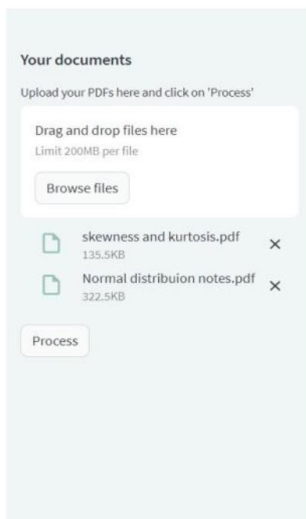 Your documents
Upload your PDFs here and click on 'Process'
Drag and drop files here
Limit 200MB per file
Browse files
skewness and kurtosis.pdf
135.5KB
Normal distribuion notes.pdf
322.5KB
Process